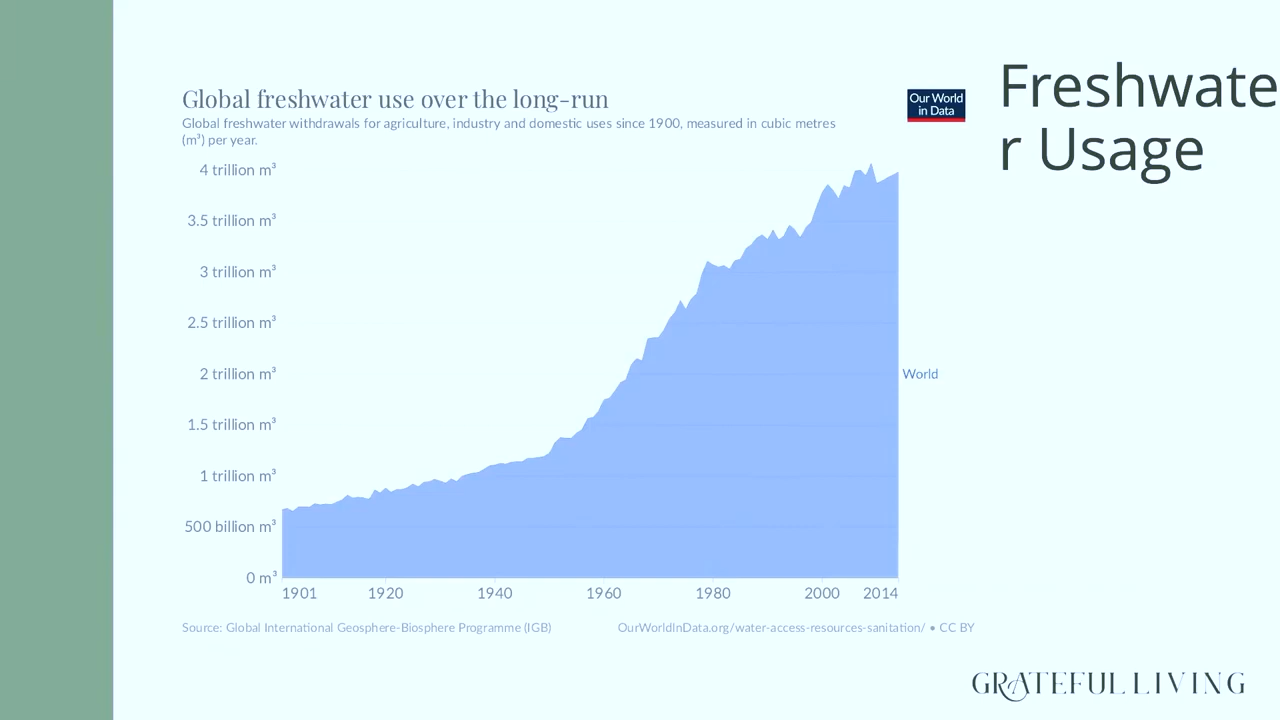 Freshwate
r Usage
Global freshwater use over the long-run
Our World
in Data
Global freshwater withdrawals for agriculture, industry and domestic uses since 1900, measured in cubic metres
(m³) per year.
4 trillion m³
3.5 trillion m³
3 trillion m³
2.5 trillion m³
2 trillion m³
1.5 trillion m³
1 trillion m³
500 billion m³
0 m³
World
1901 1920 1940 1960 1980 2000 2014
Source: Global International Geosphere-Biosphere Programme (IGB)
OurWorldInData.org/water-access-resources-sanitation/ • CC BY
GRATEFUL LIVING